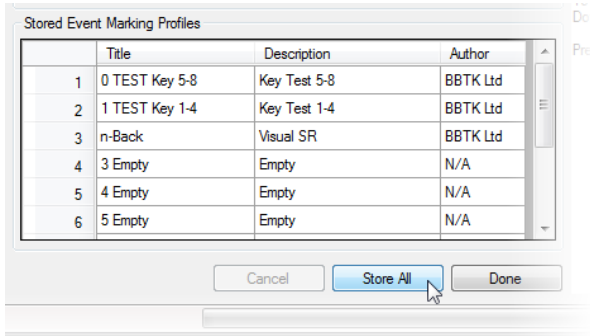 Stored Event Marking Profiles
Title Description Author
1 0 TEST Key 5-8 Key Test 5-8 BBTK Ltd
2 1 TEST Key 1-4 Key Test 1-4 BBTK Ltd
3 n-Back Visual SR BBTK Ltd
4 3 Empty Empty N/A
5 4 Empty Empty N/A
6 5 Empty Empty N/A
Cancel Store All Done